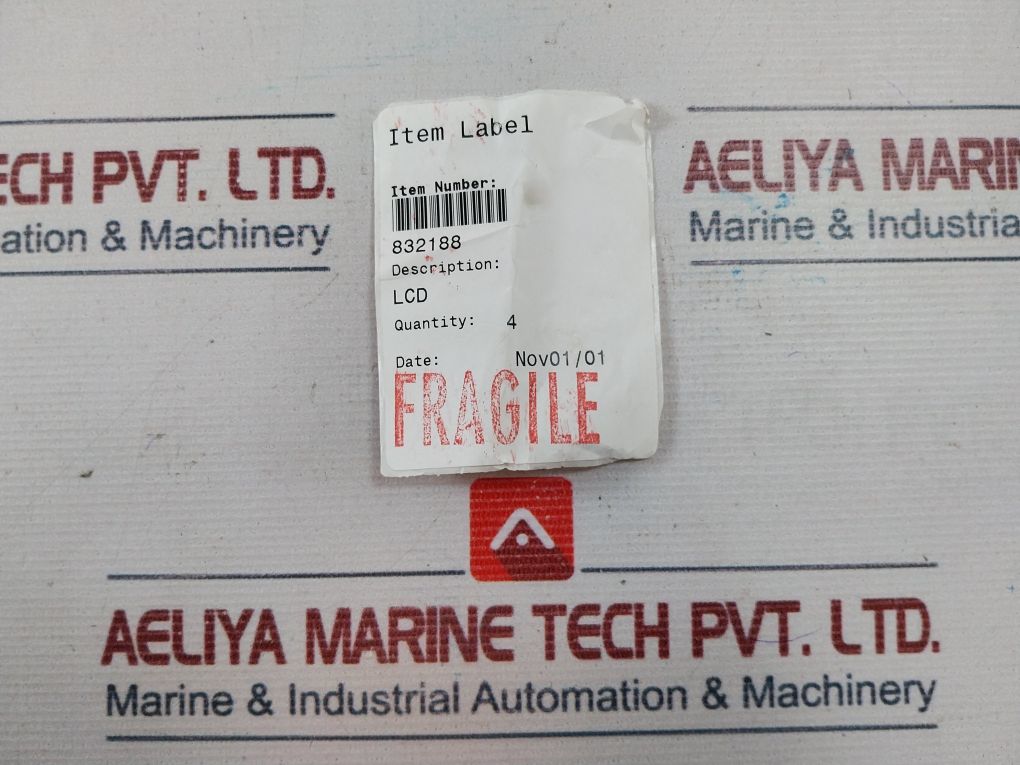 Item Label
Item Number:
832188
Description:
LCD
Quantity: 4
Date: Nov01/01
FRAGILE
ECH PVT. LTD.
ation & Machinery
AELIYA MARIN
Marine & Industria
AELIYA MARINE TECH PVT. LTD.
Marine & Industrial Automation & Machinery